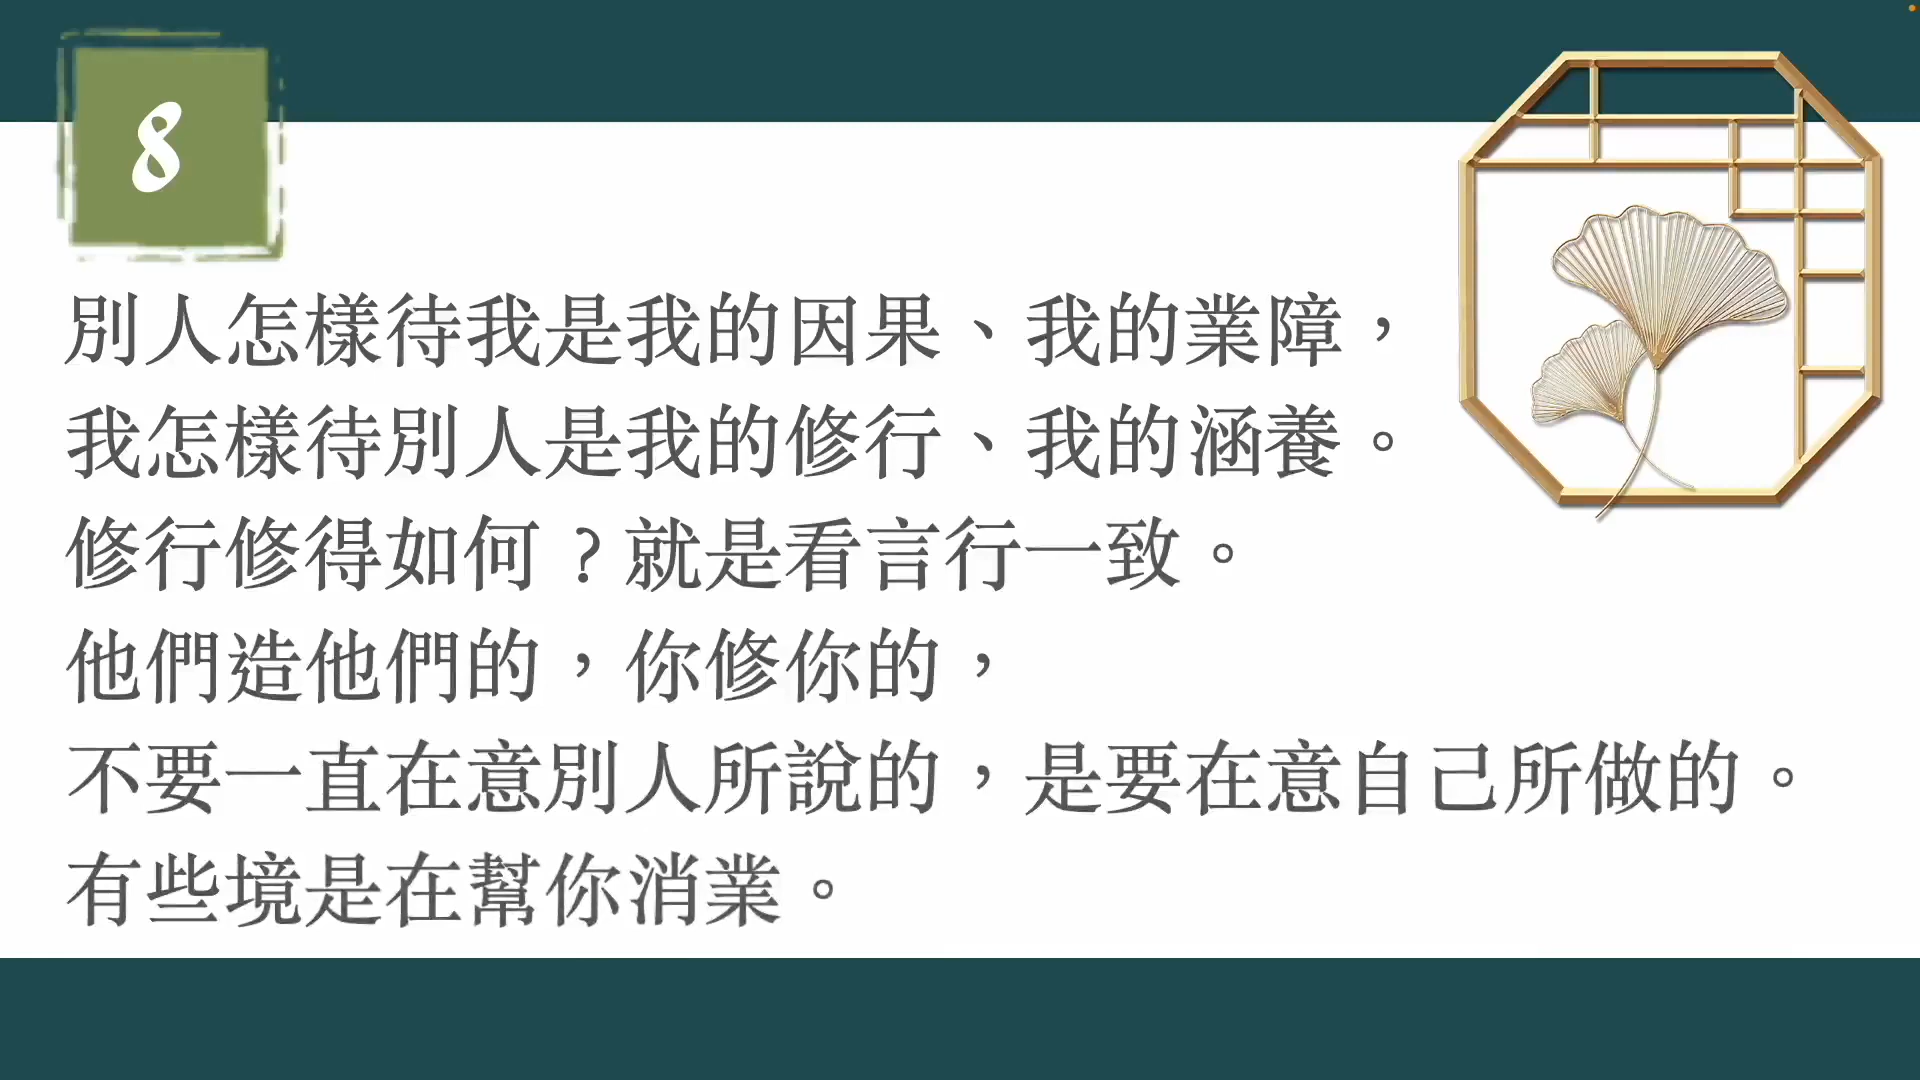 8
別人怎樣待我是我的因果、我的業障，
我怎樣待別人是我的修行、我的涵養。
修行修得如何？就是看言行一致。
他們造他們的，你修你的，
不要一直在意別人所說的，是要在意自己所做的。
有些境是在幫你消業。